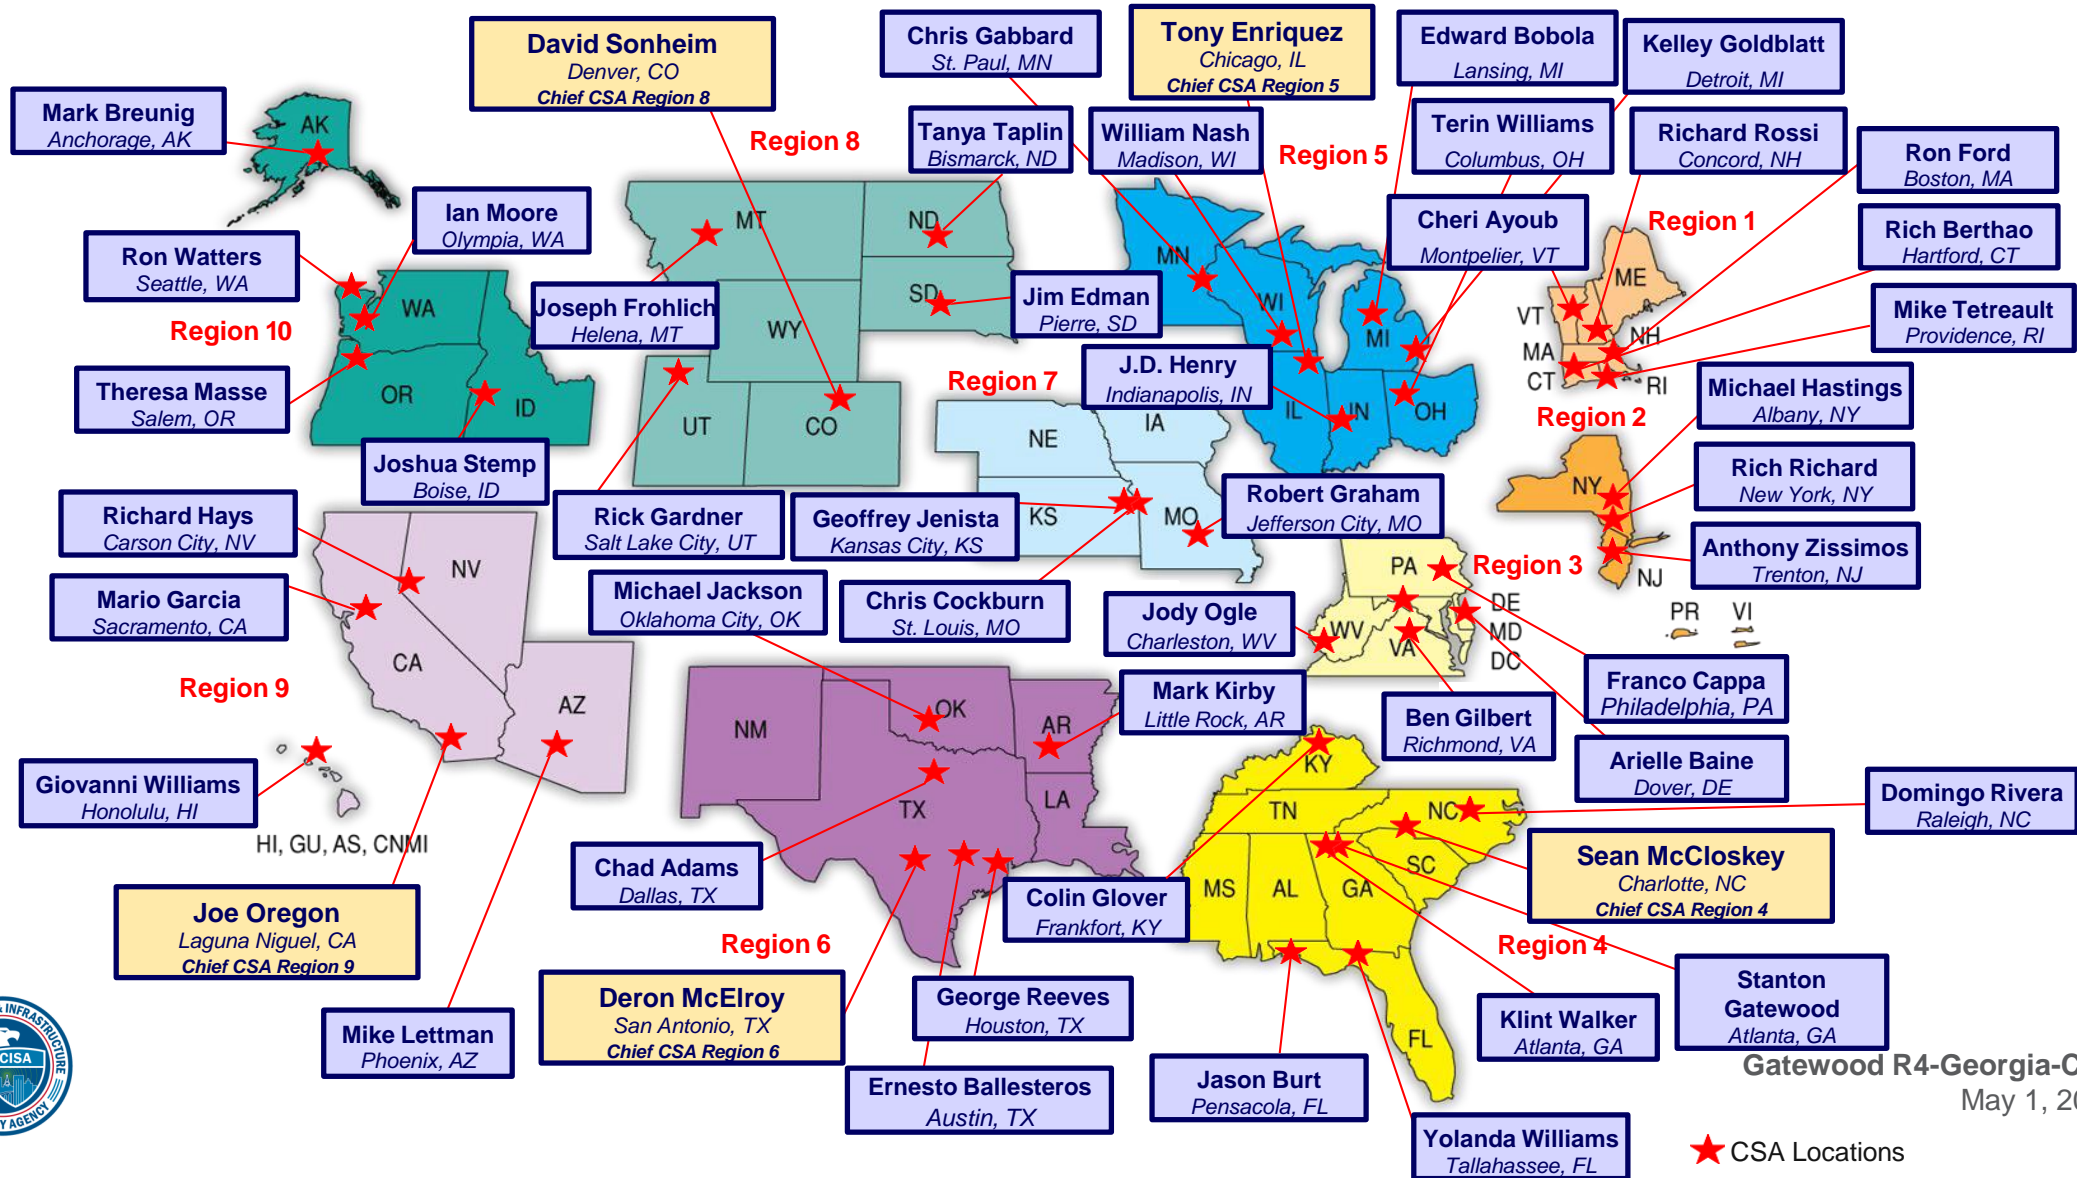 David Sonheim
Denver, CO
Chief CSA Region 8
Chris Gabbard
St. Paul, MN
Tony Enriquez
Chicago, IL
Chief CSA Region 5
Edward Bobola
Lansing, MI
Kelley Goldblatt
Detroit, MI
Mark Breunig
Anchorage, AK
AK
Region 8
Tanya Taplin
Bismarck, ND
William Nash
Madison, WI
Region 5
Terin Williams
Columbus, OH
Richard Rossi
Concord, NH
Ron Ford
Boston, MA
Ian Moore
Olympia, WA
Cheri Ayoub
Montpelier, VT
Region 1
Rich Berthao
Hartford, CT
Ron Watters
Seattle, WA
Mike Tetreault
Providence, RI
Region 10
WA
OR
ID
MT
ND
SD
WY
UT
CO
Joseph Frohlich
Helena, MT
Jim Edman
Pierre, SD
MN
WI
MI
IL
IN
OH
ME
VT
NH
MA
CT
RI
Theresa Masse
Salem, OR
Region 7
J.D. Henry
Indianapolis, IN
Region 2
Michael Hastings
Albany, NY
Joshua Stemp
Boise, ID
NE
IA
KS
MO
Rich Richard
New York, NY
NY
Richard Hays
Carson City, NV
Rick Gardner
Salt Lake City, UT
Geoffrey Jenista
Kansas City, KS
Robert Graham
Jefferson City, MO
Anthony Zissimos
Trenton, NJ
NJ
PR
VI
Mario Garcia
Sacramento, CA
NV
CA
AZ
Michael Jackson
Oklahoma City, OK
Chris Cockburn
St. Louis, MO
Jody Ogle
Charleston, WV
PA
Region 3
WV
VA
DE
MD
DC
Region 9
Franco Cappa
Philadelphia, PA
Mark Kirby
Little Rock, AR
Ben Gilbert
Richmond, VA
Arielle Baine
Dover, DE
NM
OK
AR
TX
LA
Giovanni Williams
Honolulu, HI
HI, GU, AS, CNMI
KY
TN
NC
SC
MS
AL
GA
FL
Domingo Rivera
Raleigh, NC
Chad Adams
Dallas, TX
Colin Glover
Frankfort, KY
Sean McCloskey
Charlotte, NC
Chief CSA Region 4
Joe Oregon
Laguna Niguel, CA
Chief CSA Region 9
Region 6
Region 4
Deron McElroy
San Antonio, TX
Chief CSA Region 6
George Reeves
Houston, TX
Stanton
Gatewood
Atlanta, GA
Klint Walker
Atlanta, GA
Mike Lettman
Phoenix, AZ
Ernesto Ballesteros
Austin, TX
Jason Burt
Pensacola, FL
Yolanda Williams
Tallahassee, FL
& INFRASTRUCTURE
CISA
AGENCY
Gatewood R4-Georgia-C
May 1, 20
CSA Locations